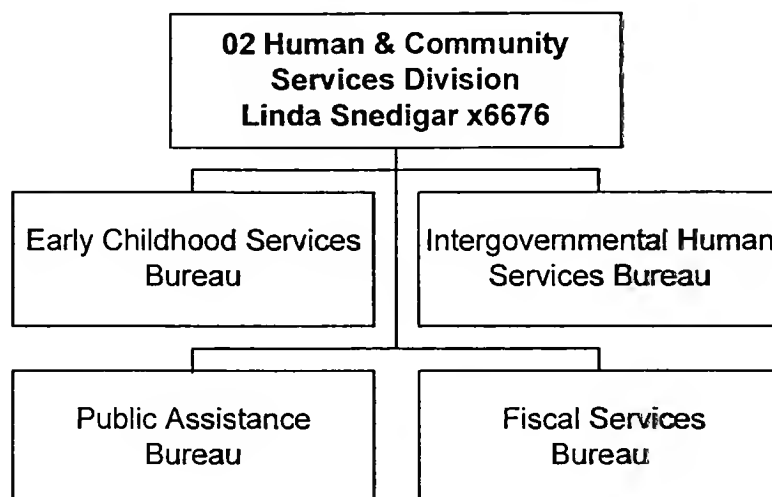 02 Human & Community
Services Division
Linda Snedigar x6676
Early Childhood Services
Bureau
Intergovernmental Human
Services Bureau
Public Assistance
Bureau
Fiscal Services
Bureau